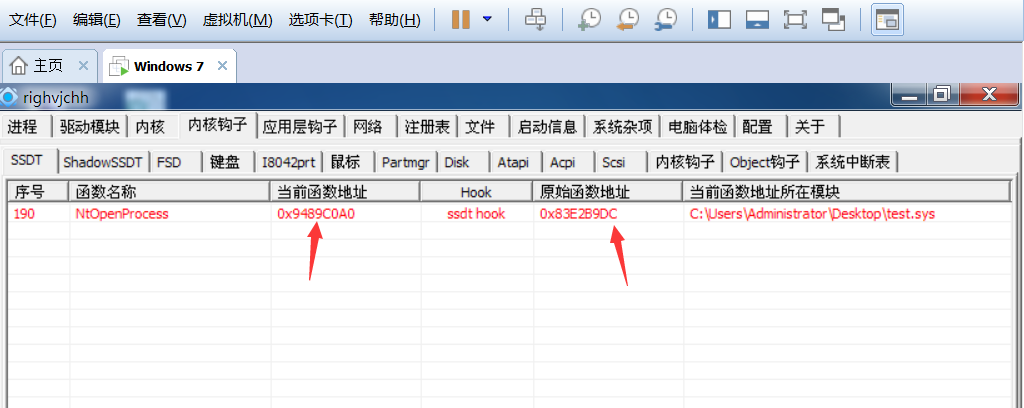 文件(F) 编辑(E) 查看(V) 虚拟机(M) 选项卡(T) 帮助(H)
主页 × Windows 7 ×
righvjchh
进程 驱动模块 内核 内核钩子 应用层钩子 网络 注册表 文件 启动信息 系统杂项 电脑体检 配置 关于
SSDT ShadowSSDT FSD 键盘 I8042prt 鼠标 Partmgr Disk Atapi Acpi Scsi 内核钩子 Object钩子 系统中断表
序号 函数名称 当前函数地址 Hook 原始函数地址 当前函数地址所在模块
190 NtOpenProcess 0x9489C0A0 ssdt hook 0x83E2B9DC C:\Users\Administrator\Desktop\test.sys